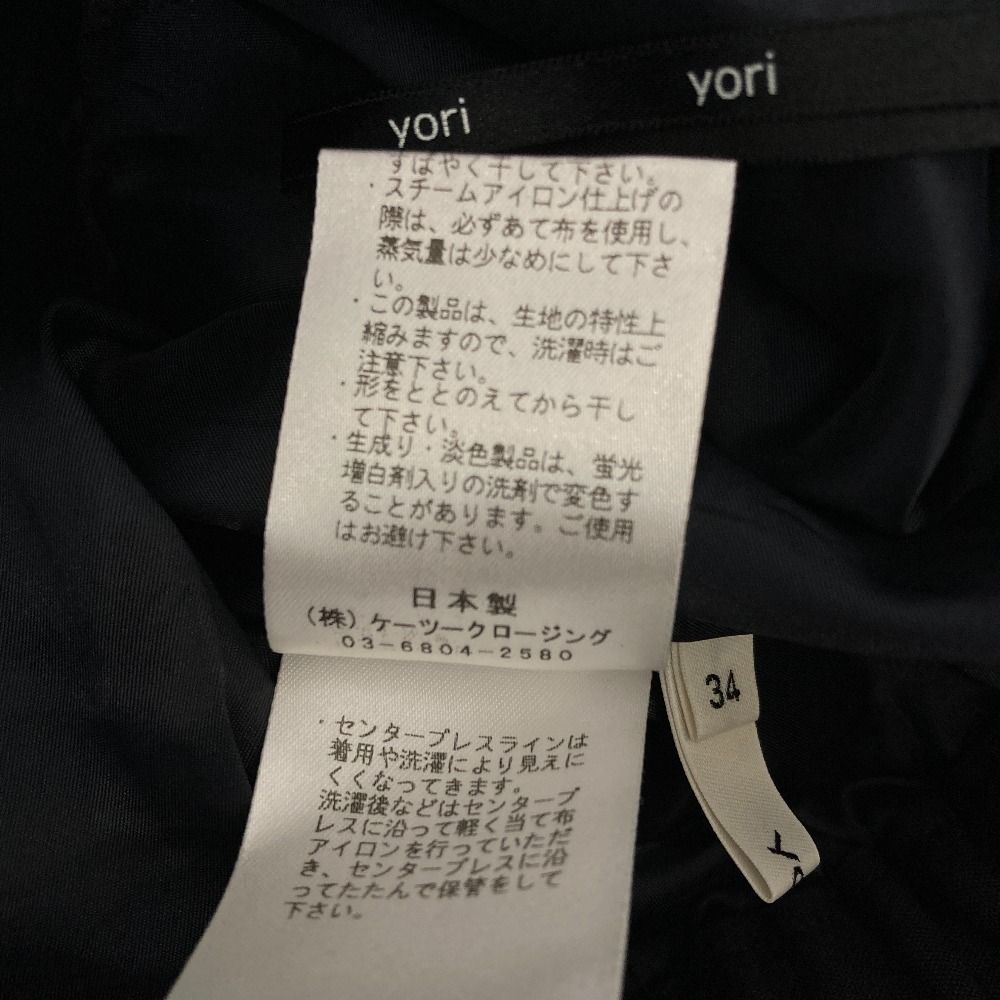 yori
yori
すばやく干して下さい。
・スチームアイロン仕上げの
際は、必ずあて布を使用し、
蒸気量は少なめにして下さ
い。
・この製品は、生地の特性上
縮みますので、洗濯時はご
注意下さい。
・形をととのえてから干し
て下さい。
・生成り・淡色製品は、蛍光
増白剤入りの洗剤で変色す
ることがあります。ご使用
はお避け下さい。
日本製
(株)ケーツークロージング
03-6804-2580
34
・センタープレスラインは
着用や洗濯により見えに
くくなってきます。
洗濯後などはセンタープ
レスに沿って軽く当て布
アイロンを行っていただ
き、センタープレスに沿
ってたたんで保管をして
下さい。